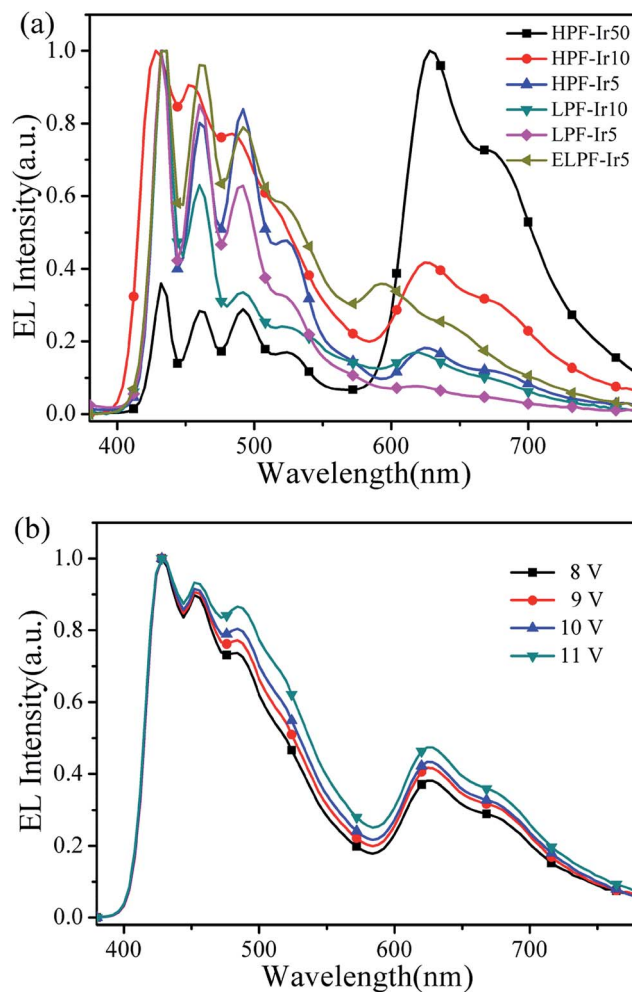 (a)
HPF-Ir50
HPF-Ir10
HPF-Ir5
LPF-Ir10
LPF-Ir5
ELPF-Ir5
EL Intensity(a.u.)
1.0
0.8
0.6
0.4
0.2
0.0
400 500 600 700
Wavelength(nm)
(b)
8 V
9 V
10 V
11 V
EL Intensity(a.u.)
1.0
0.8
0.6
0.4
0.2
0.0
400 500 600 700
Wavelength(nm)